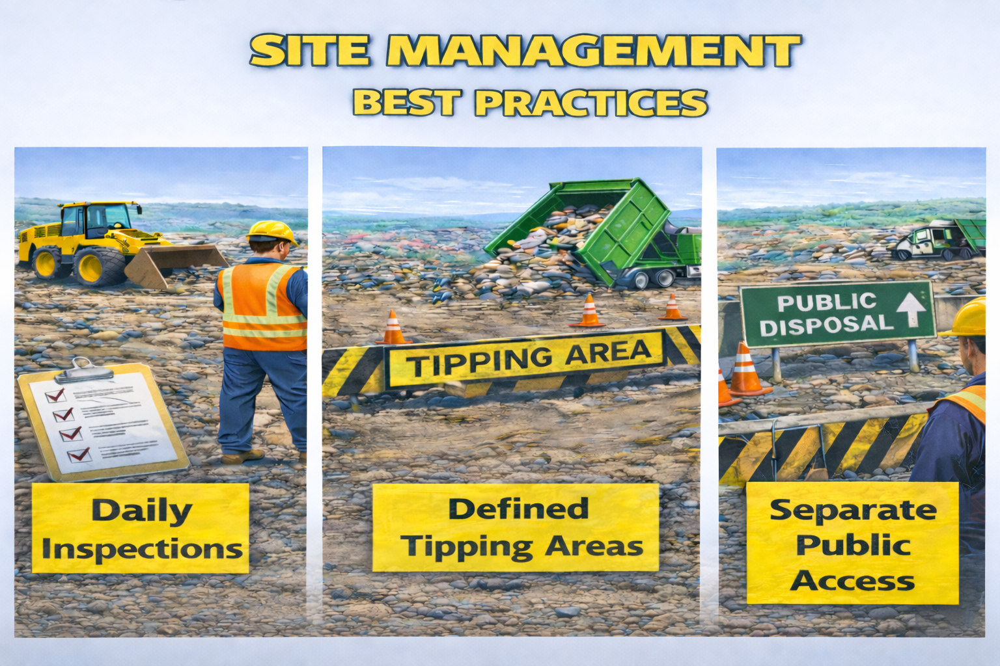 SITE MANAGEMENT
BEST PRACTICES
TIPPING AREA
PUBLIC
DISPOSAL
Daily
Inspections
Defined
Tipping Areas
Separate
Public
Access